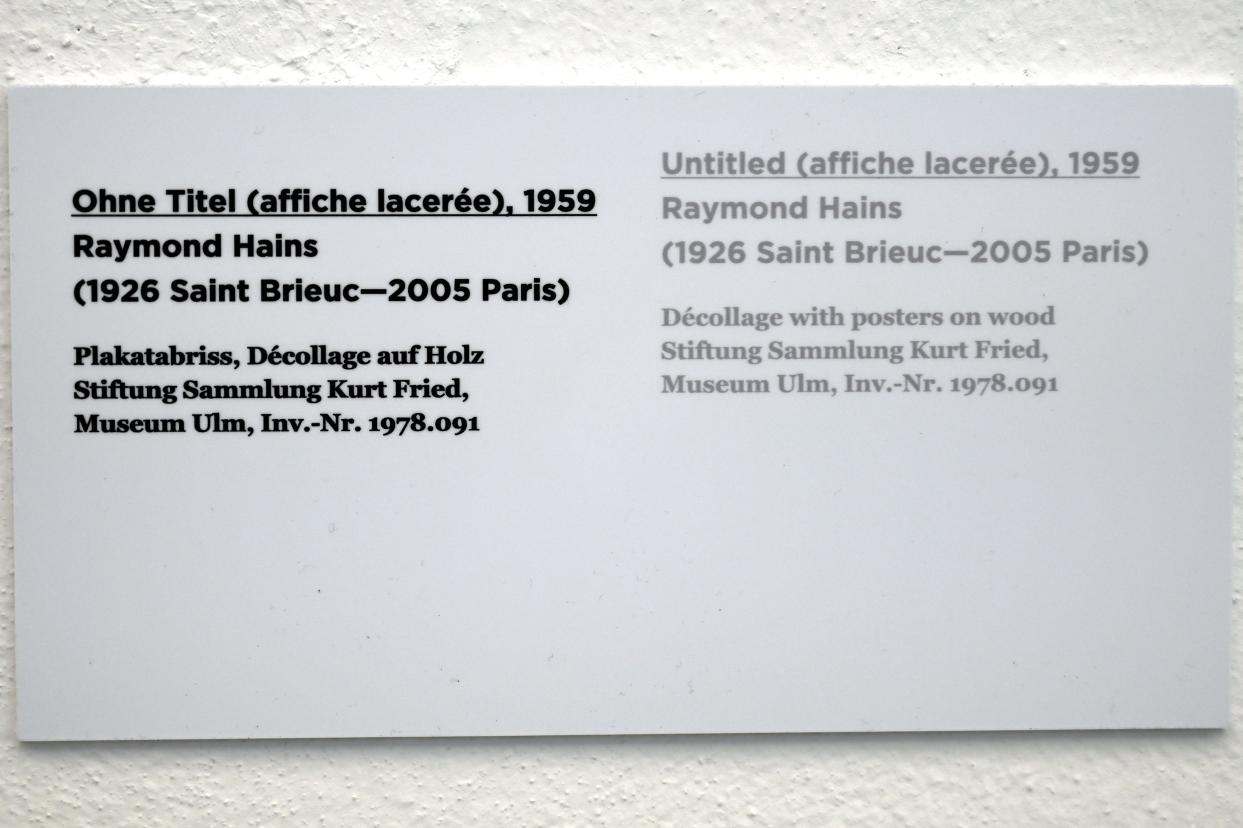 Ohne Titel (affiche lacerée), 1959
Raymond Hains
(1926 Saint Brieuc—2005 Paris)
Plakatabriss, Décollage auf Holz
Stiftung Sammlung Kurt Fried,
Museum Ulm, Inv.-Nr. 1978.091
Untitled (affiche lacerée), 1959
Raymond Hains
(1926 Saint Brieuc—2005 Paris)
Décollage with posters on wood
Stiftung Sammlung Kurt Fried,
Museum Ulm, Inv.-Nr. 1978.091